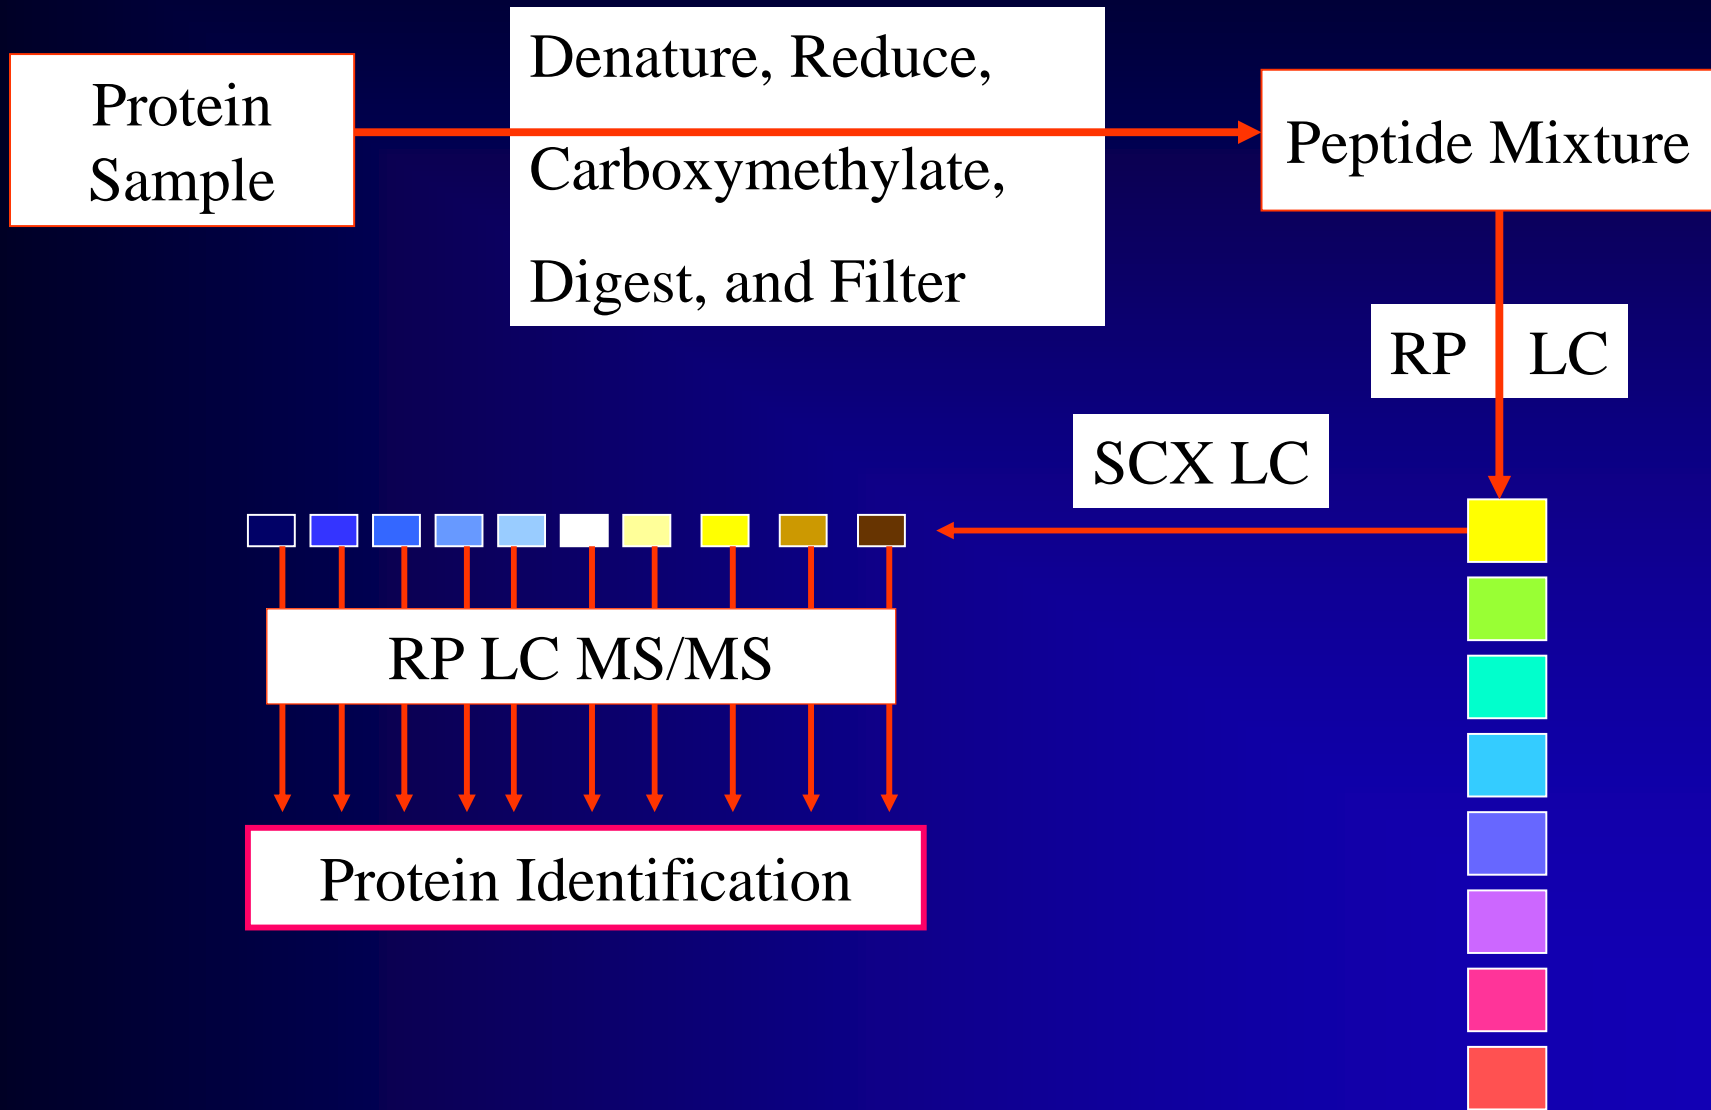 Protein
Sample
Denature, Reduce,
Carboxymethylate,
Digest, and Filter
Peptide Mixture
RP LC
SCX LC
RP LC MS/MS
Protein Identification